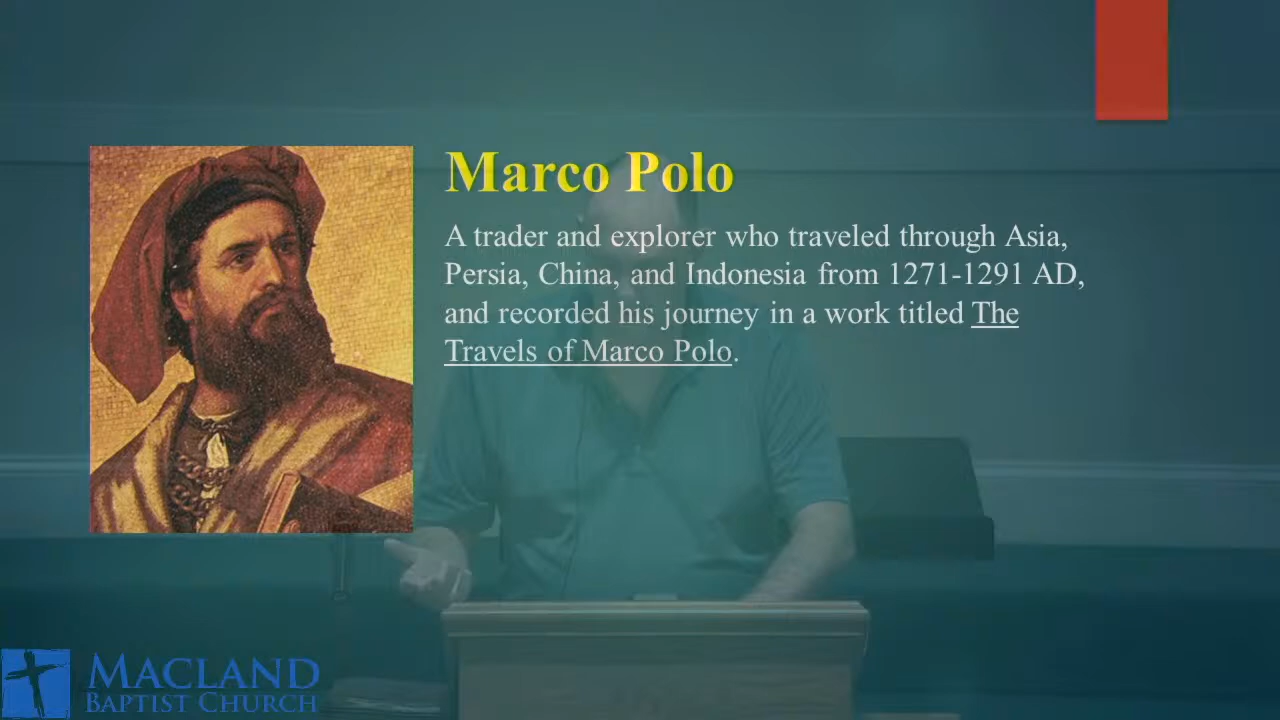 Marco Polo
A trader and explorer who traveled through Asia,
Persia, China, and Indonesia from 1271-1291 AD,
and recorded his journey in a work titled The
Travels of Marco Polo.
MACLAND
BAPTIST CHURCH